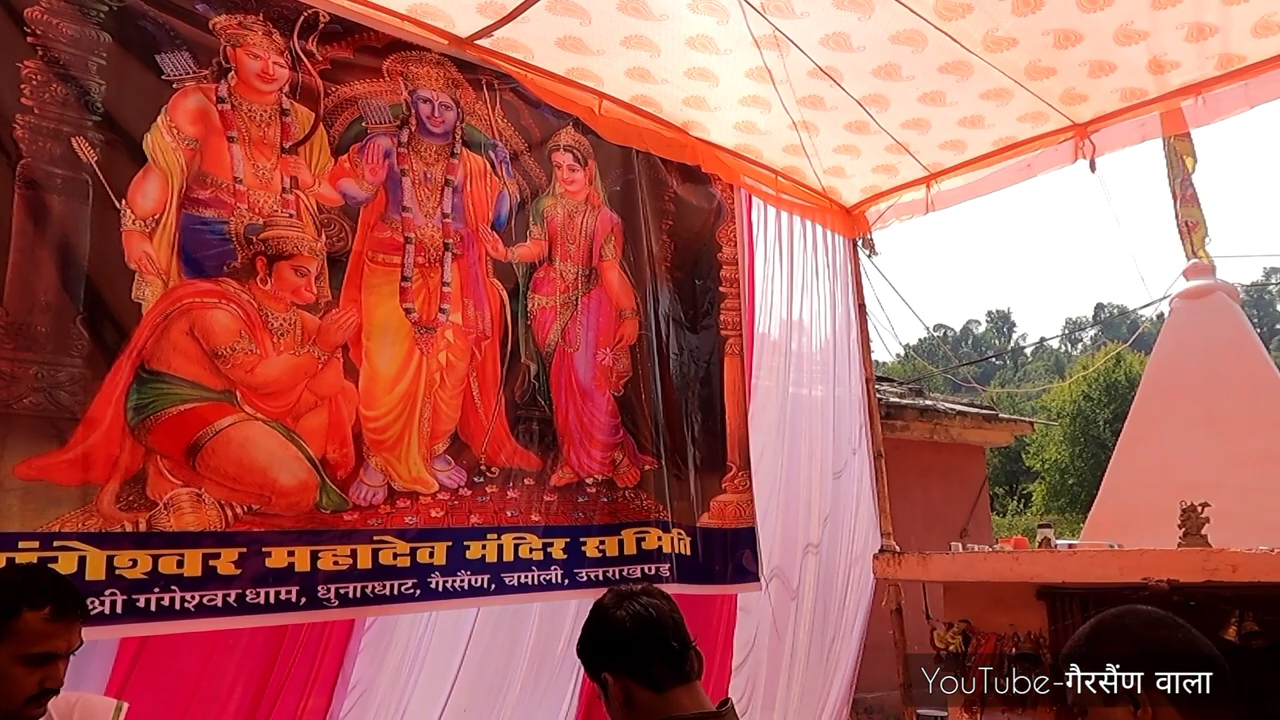 गंगेश्वर महादेव मंदिर समिति
श्री गंगेश्वर धाम, धुनारघाट, गैरसैंण, चमोली, उत्तराखण्ड
YouTube-गैरसैंण वाला